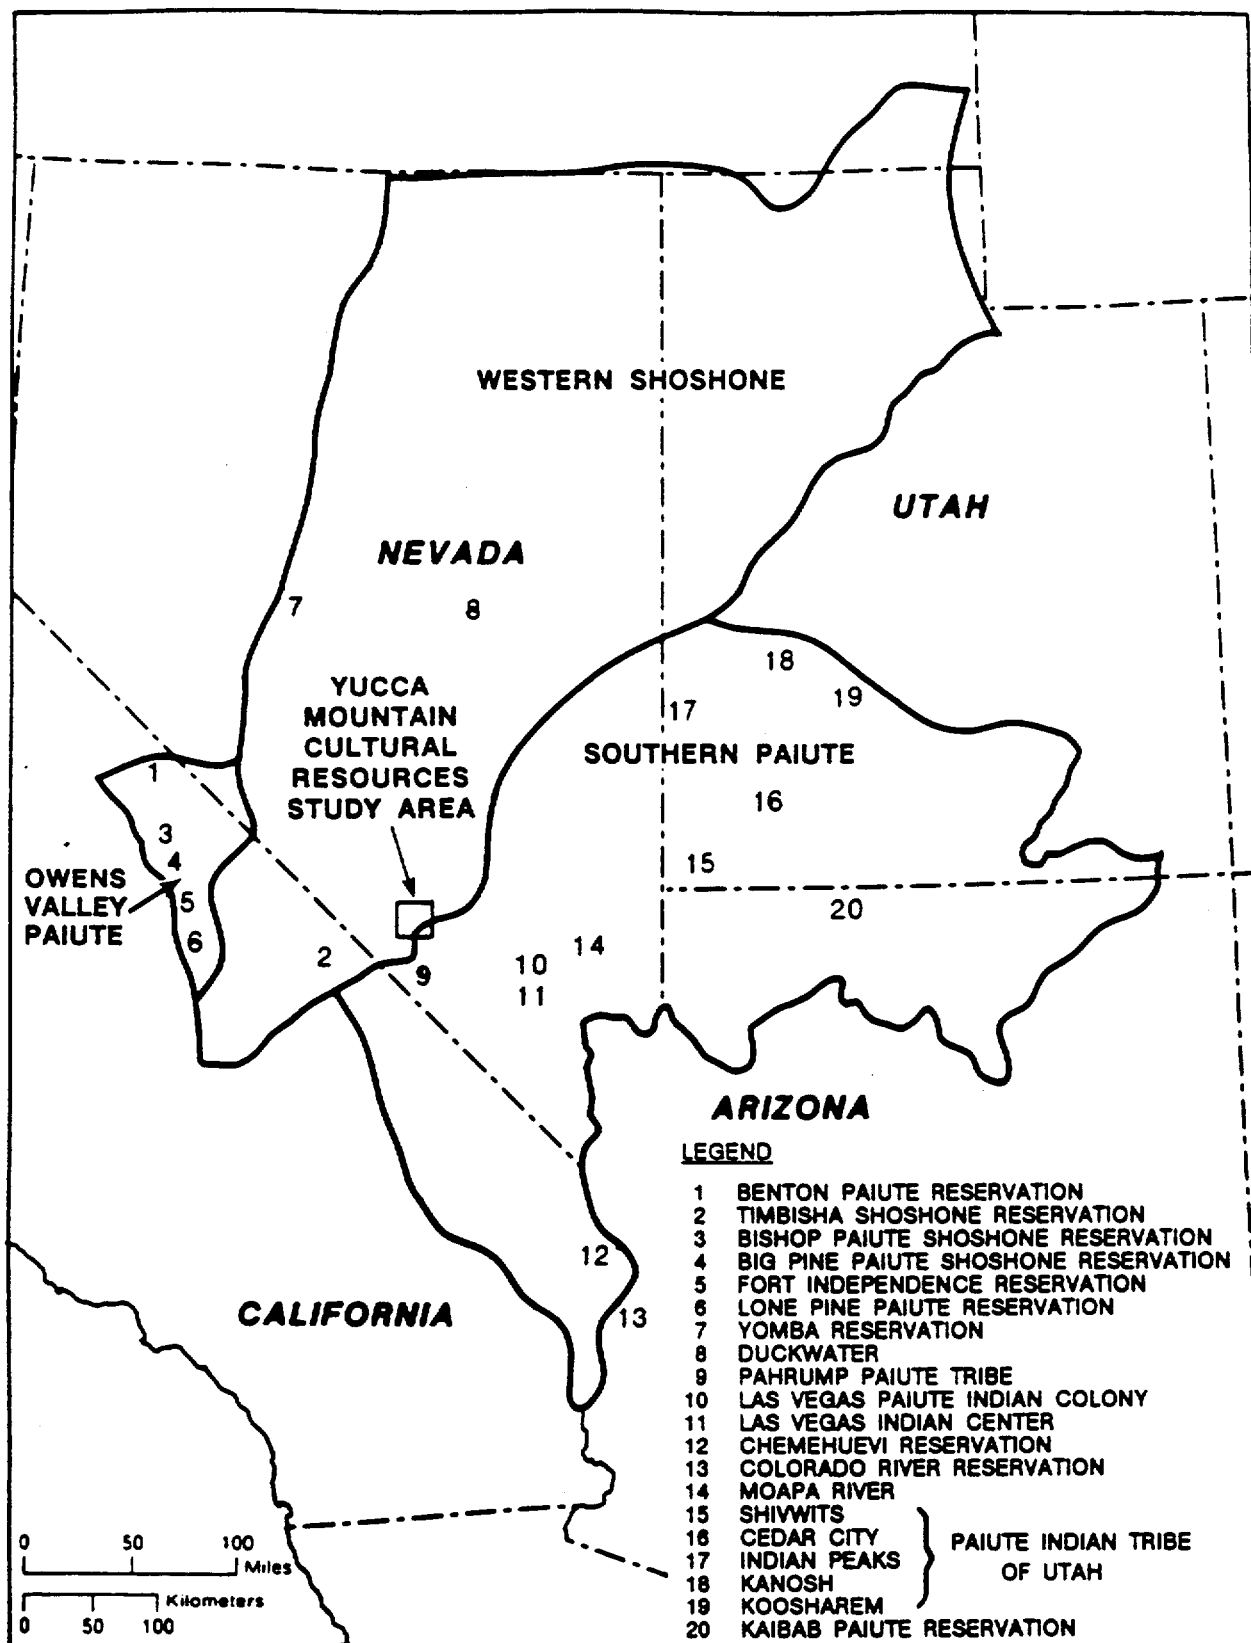 WESTERN SHOSHONE
UTAH
NEVADA
7
8
YUCCA
MOUNTAIN
CULTURAL
RESOURCES
STUDY AREA
18
19
17
SOUTHERN PAIUTE
16
1
3
4
OWENS
VALLEY
PAIUTE
5
6
15
20
2
9
10
11
14
ARIZONA
12
13
CALIFORNIA
LEGEND
1 BENTON PAIUTE RESERVATION
2 TIMBISHA SHOSHONE RESERVATION
3 BISHOP PAIUTE SHOSHONE RESERVATION
4 BIG PINE PAIUTE SHOSHONE RESERVATION
5 FORT INDEPENDENCE RESERVATION
6 LONE PINE PAIUTE RESERVATION
7 YOMBA RESERVATION
8 DUCKWATER
9 PAHRUMP PAIUTE TRIBE
10 LAS VEGAS PAIUTE INDIAN COLONY
11 LAS VEGAS INDIAN CENTER
12 CHEMEHUEVI RESERVATION
13 COLORADO RIVER RESERVATION
14 MOAPA RIVER
15 SHIVWITS
16 CEDAR CITY
17 INDIAN PEAKS
18 KANOSH
19 KOOSHAREM
PAIUTE INDIAN TRIBE
OF UTAH
20 KAIBAB PAIUTE RESERVATION
0 50 100
Miles
Kilometers
0 50 100